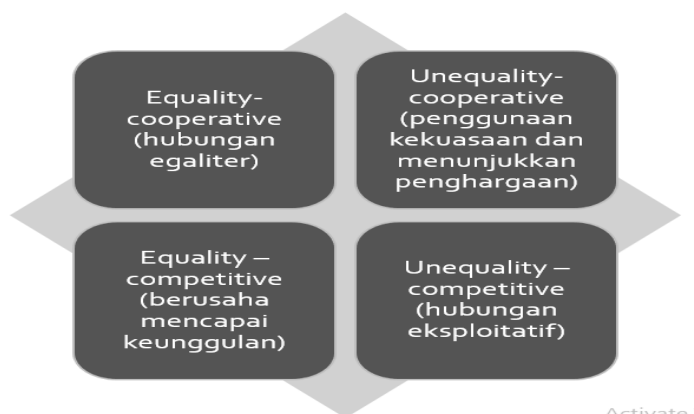 Equality-
cooperative
(hubungan
egaliter)
Unequality-
cooperative
(penggunaan
kekuasaan dan
menunjukkan
penghargaan)
Equality –
competitive
(berusaha
mencapai
keunggulan)
Unequality –
competitive
(hubungan
eksploitatif)
Activate